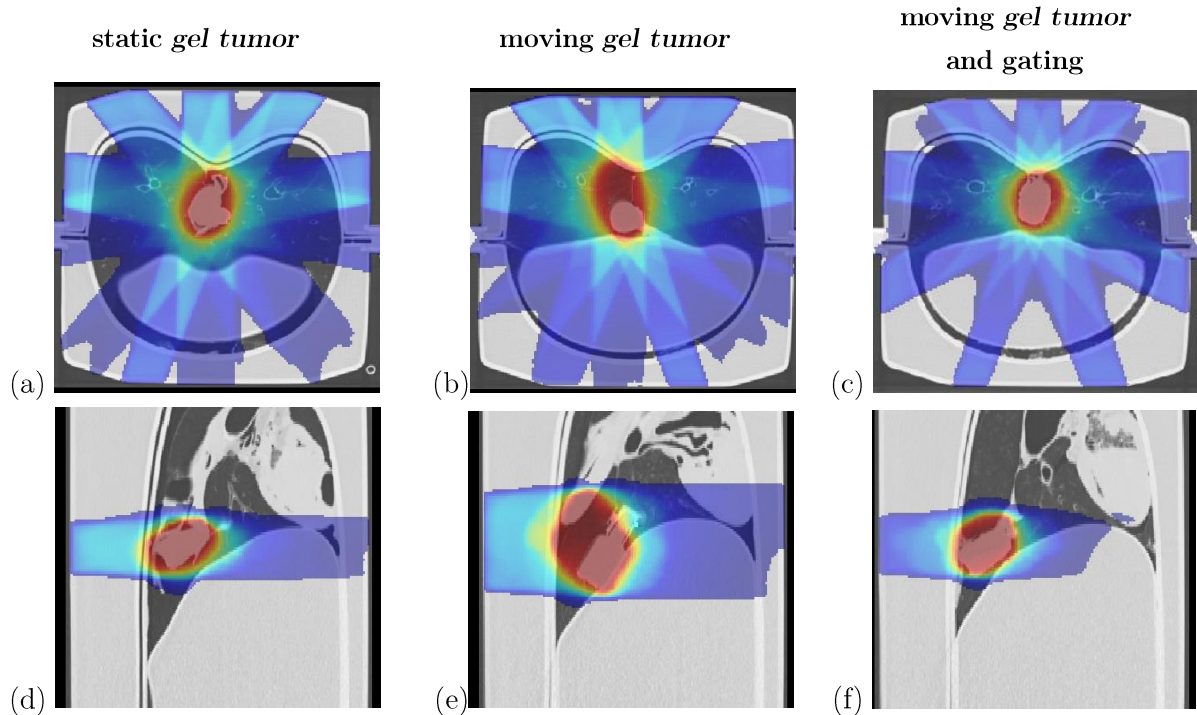 static gel tumor
moving gel tumor
moving gel tumor
and gating
(a)
(b)
(c)
(d)
(e)
(f)